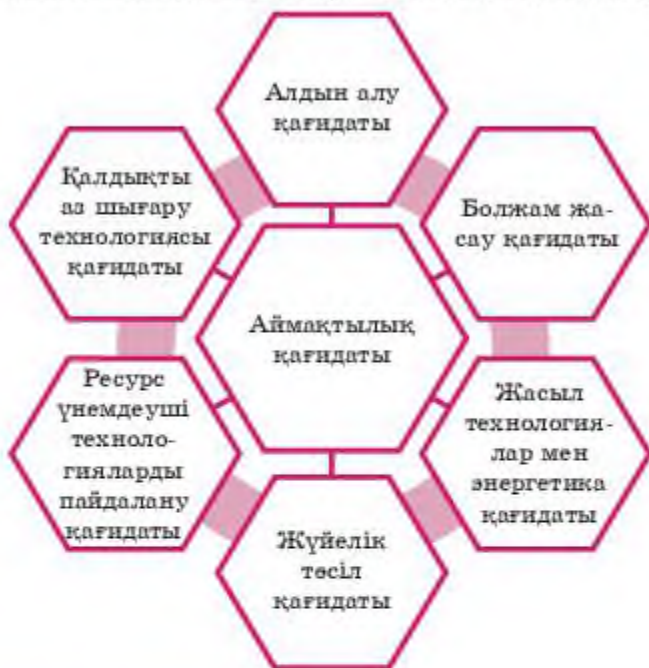 Алдын алу
қағидаты
Қалдықты
аз шығару
технологиясы
қағидаты
Болжам жа-
сау қағидаты
Аймақтылық
қағидаты
Ресурс
үнемдеуші
техноло-
гияларды
пайдалану
қағидаты
Жасыл
технология-
лар мен
энергетика
қағидаты
Жүйелік
тәсіл
қағидаты